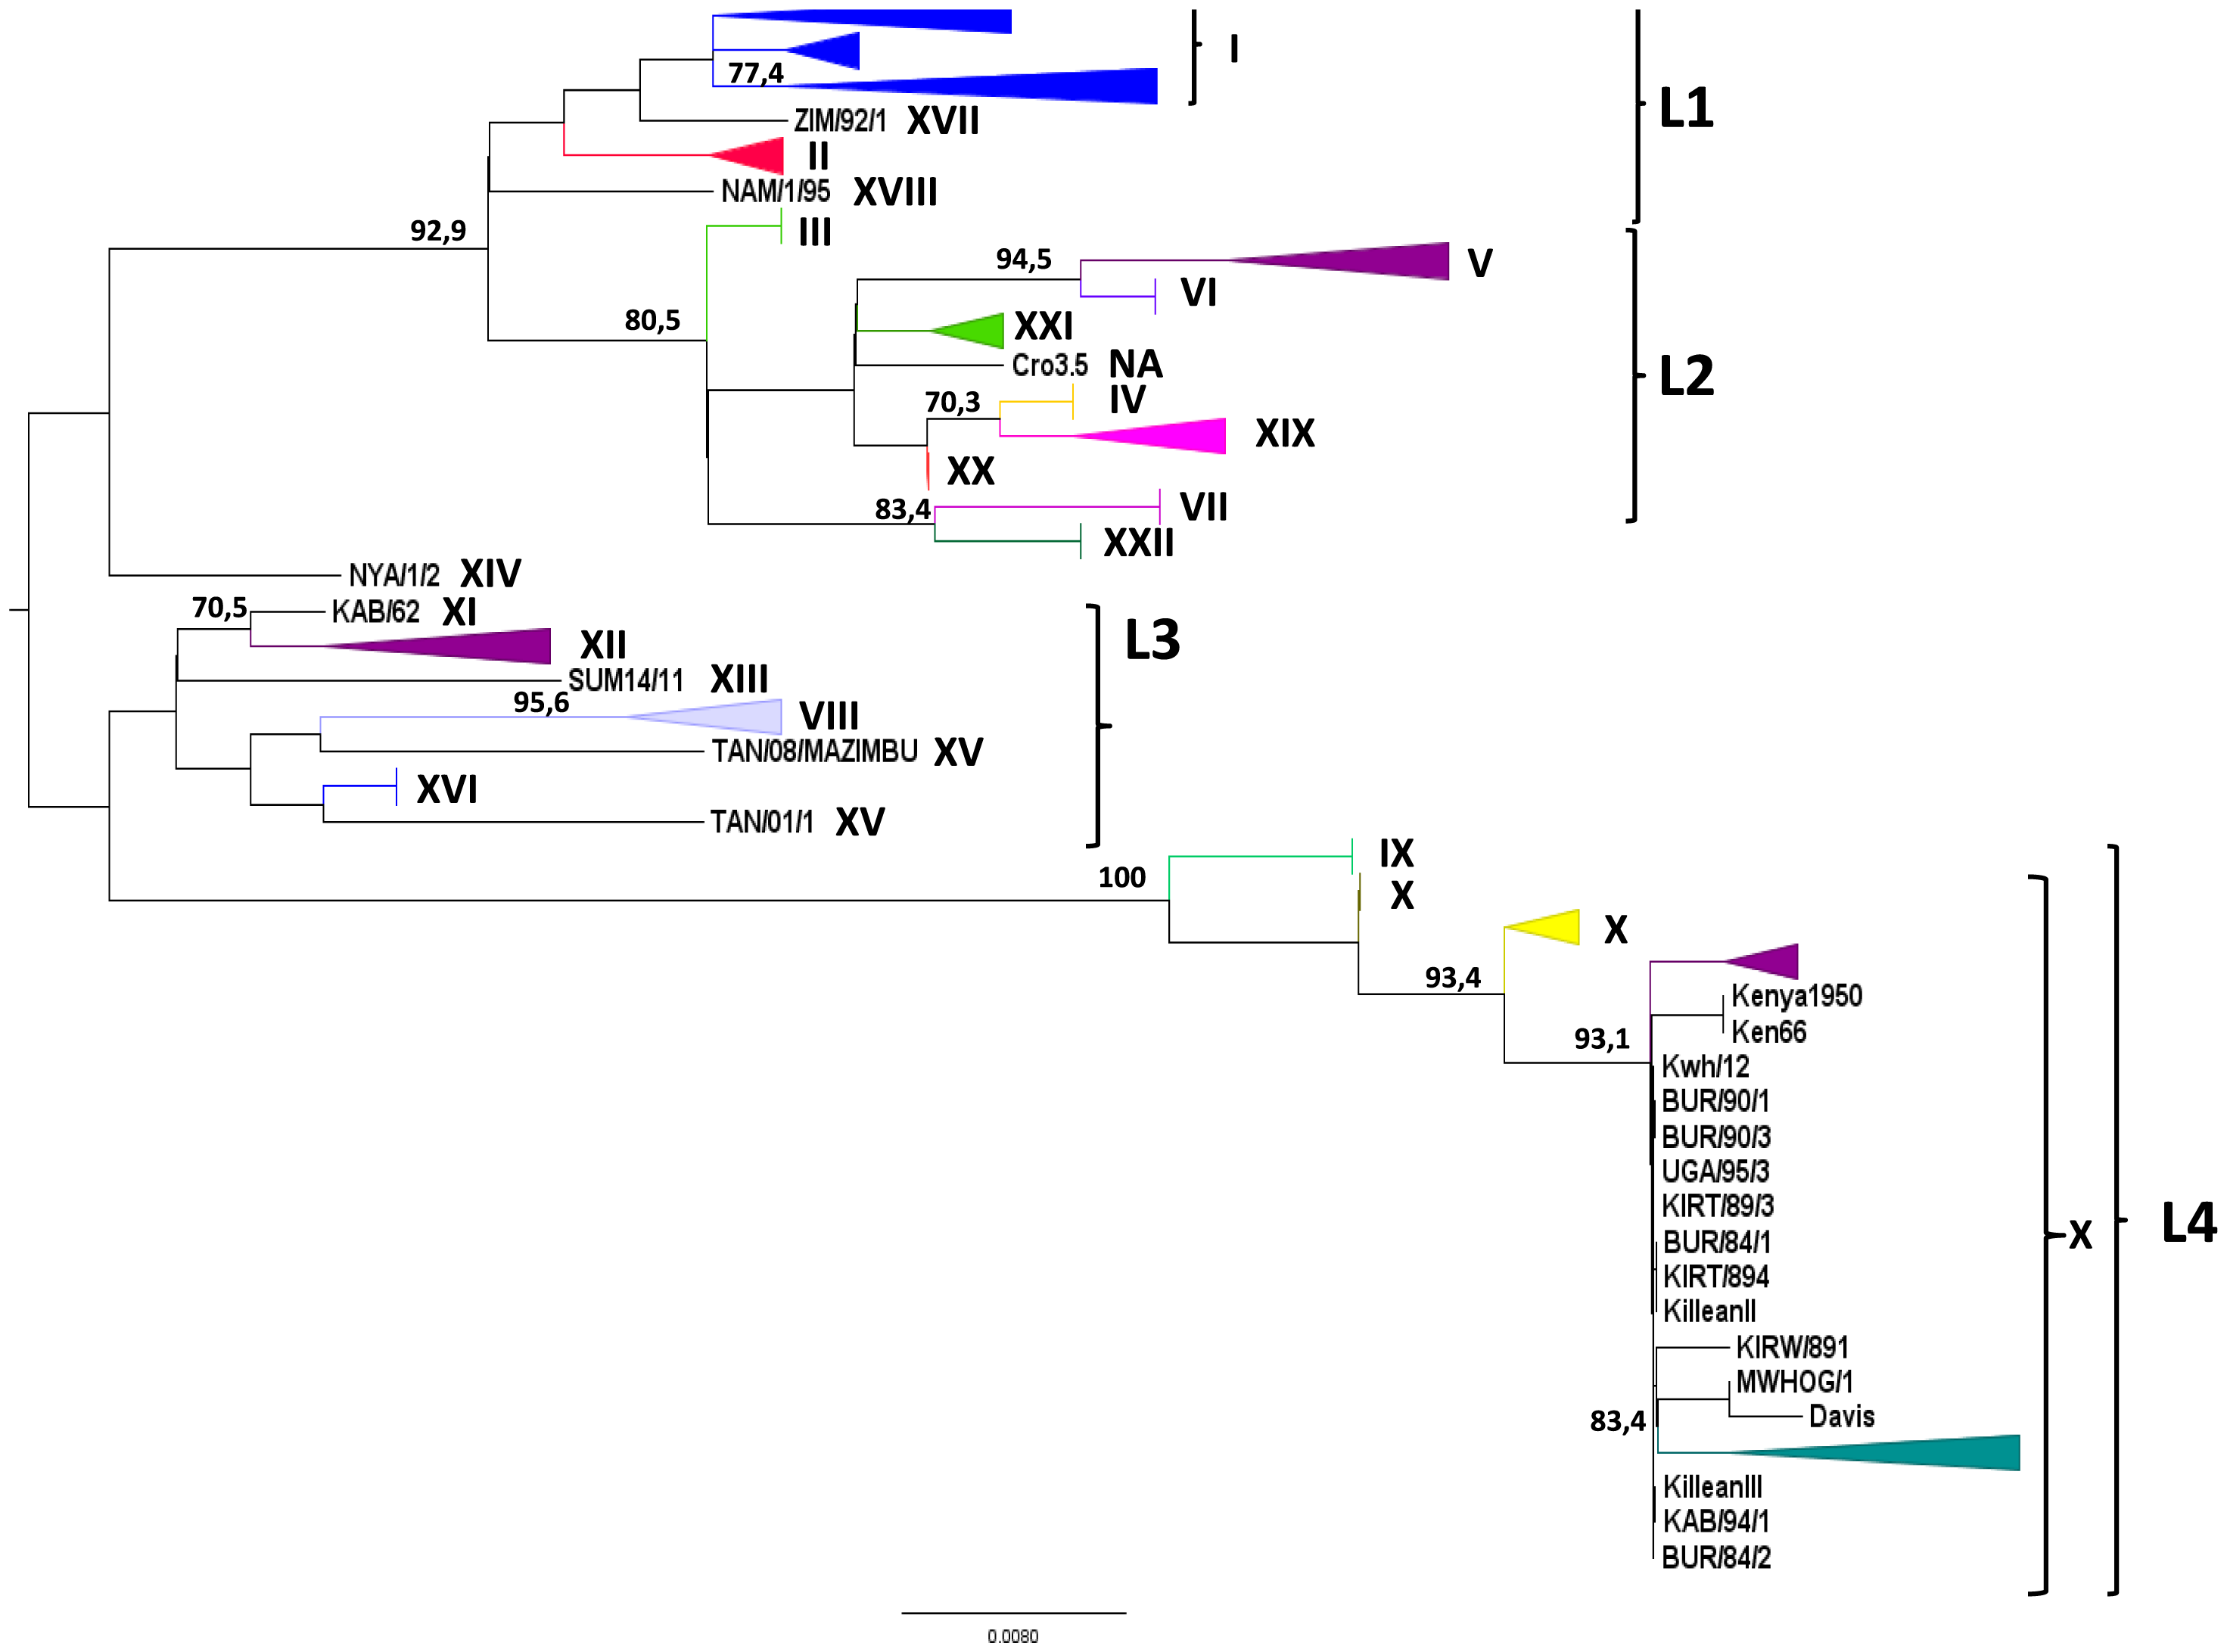 I
77,4
L1
ZIM/92/1 XVII
II
NAM/1/95 XVIII
92,9
III
94,5
V
VI
80,5
XXI
Cro3.5 NA
L2
70,3
IV
XIX
XX
83,4
VII
XXII
NYA/1/2 XIV
70,5
KAB/62 XI
L3
XII
SUM14/11 XIII
95,6
VIII
TAN/08/MAZIMBU XV
XVI
TAN/01/1 XV
IX
100
X
X
93,4
Kenya1950
Ken66
93,1
Kwh/12
BUR/90/1
BUR/90/3
UGA/95/3
KIRT/89/3
X
L4
BUR/84/1
KIRT/894
KilleanII
KIRW/891
MWHOG/1
Davis
83,4
KilleanIII
KAB/94/1
BUR/84/2
0.0080